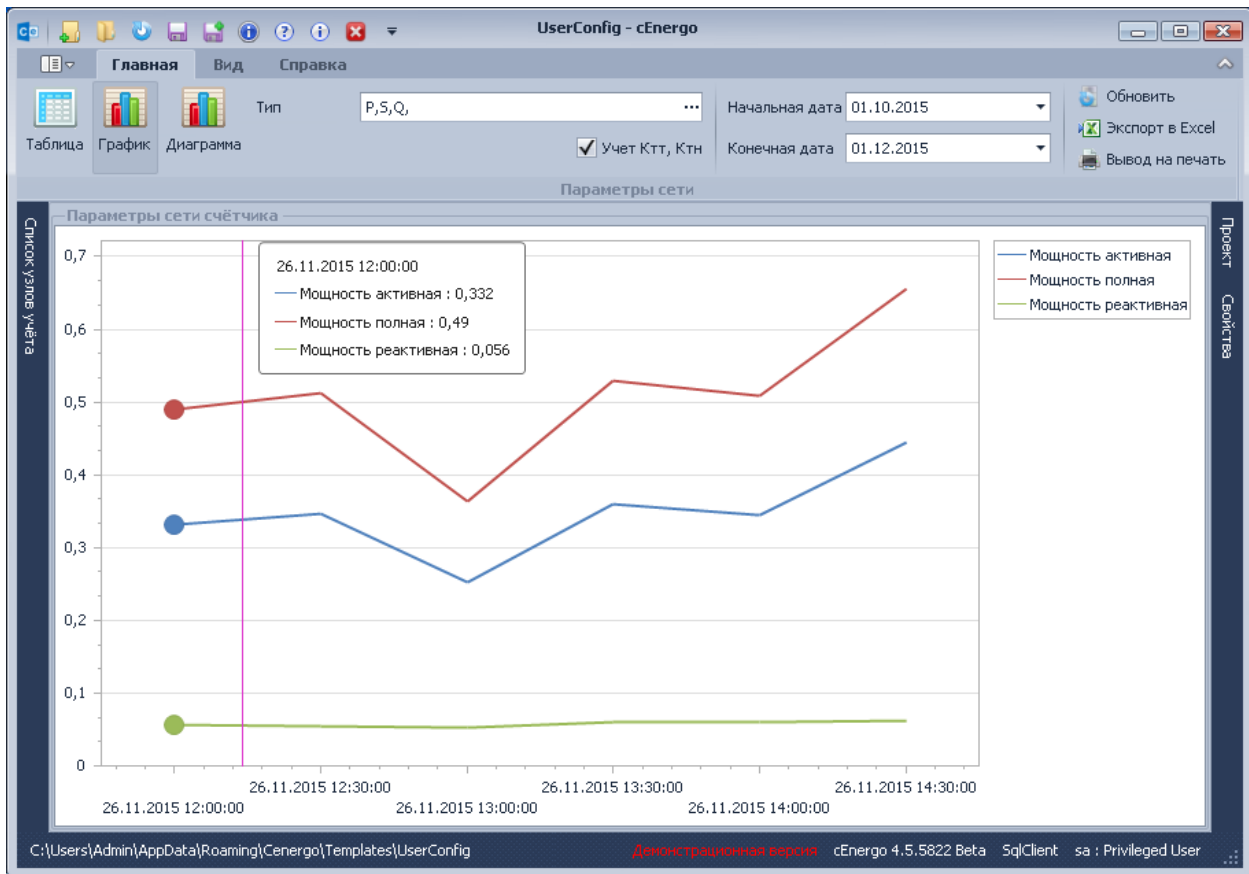 UserConfig - cEnergo
Главная Вид Справка
Таблица График Диаграмма
Тип P,S,Q, ...
Учет Ктт, Ктн
Начальная дата 01.10.2015
Конечная дата 01.12.2015
Обновить
Экспорт в Excel
Вывод на печать
Параметры сети
Список узлов учёта
Параметры сети счётчика
0,7
0,6
0,5
0,4
0,3
0,2
0,1
0
26.11.2015 12:00:00
Мощность активная : 0,332
Мощность полная : 0,49
Мощность реактивная : 0,056
Мощность активная
Мощность полная
Мощность реактивная
26.11.2015 12:30:00 26.11.2015 13:30:00 26.11.2015 14:30:00
26.11.2015 12:00:00 26.11.2015 13:00:00 26.11.2015 14:00:00
Проект Свойства
C:\Users\Admin\AppData\Roaming\Cenergo\Templates\UserConfig Демонстрационная версия cEnergo 4.5.5822 Beta SqlClient sa : Privileged User